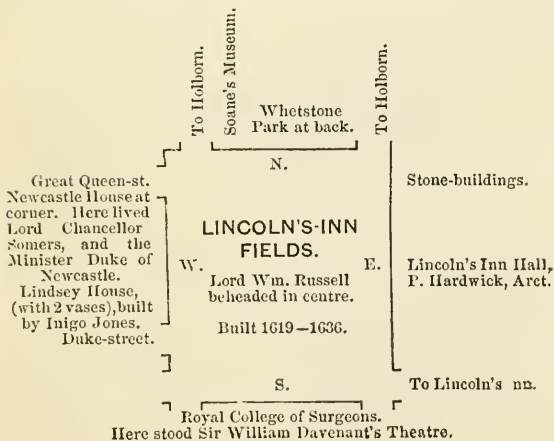 To Holborn.
Soane's Museum.
To Holborn.
Whetstone
Park at back.
N.
Great Queen-st.
Newcastle House at
corner. Here lived
Lord Chancellor
Somers, and the
Minister Duke of
Newcastle.
Lindsey House,
(with 2 vases), built
by Inigo Jones.
Duke-street.
W.
LINCOLN'S-INN
FIELDS.
Lord Wm. Russell
beheaded in centre.
Built 1619–1636.
E.
Stone-buildings.
Lincoln's Inn Hall,
P. Hardwick, Arct.
To Lincoln's nn.
S.
Royal College of Surgeons.
Here stood Sir William Davenant's Theatre.